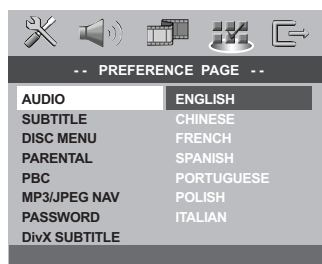 -- PREFERENCE PAGE --
AUDIO ENGLISH
SUBTITLE CHINESE
DISC MENU FRENCH
PARENTAL SPANISH
PBC PORTUGUESE
MP3/JPEG NAV POLISH
PASSWORD ITALIAN
DivX SUBTITLE